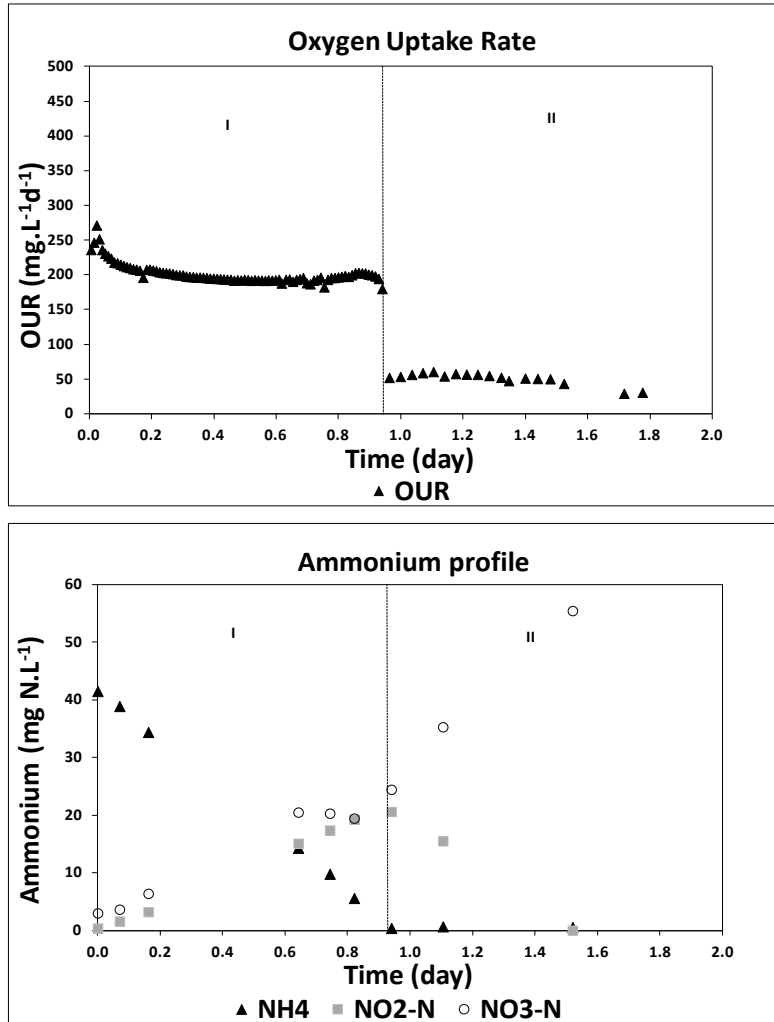 Oxygen Uptake Rate
500
450
400
350
300
250
200
150
100
50
0
OUR (mg.L⁻¹d⁻¹)
I
II
0.0 0.2 0.4 0.6 0.8 1.0 1.2 1.4 1.6 1.8 2.0
Time (day)
OUR
Ammonium profile
60
50
40
30
20
10
0
Ammonium (mg N.L⁻¹)
I
II
0.0 0.2 0.4 0.6 0.8 1.0 1.2 1.4 1.6 1.8 2.0
Time (day)
NH4 NO2-N NO3-N